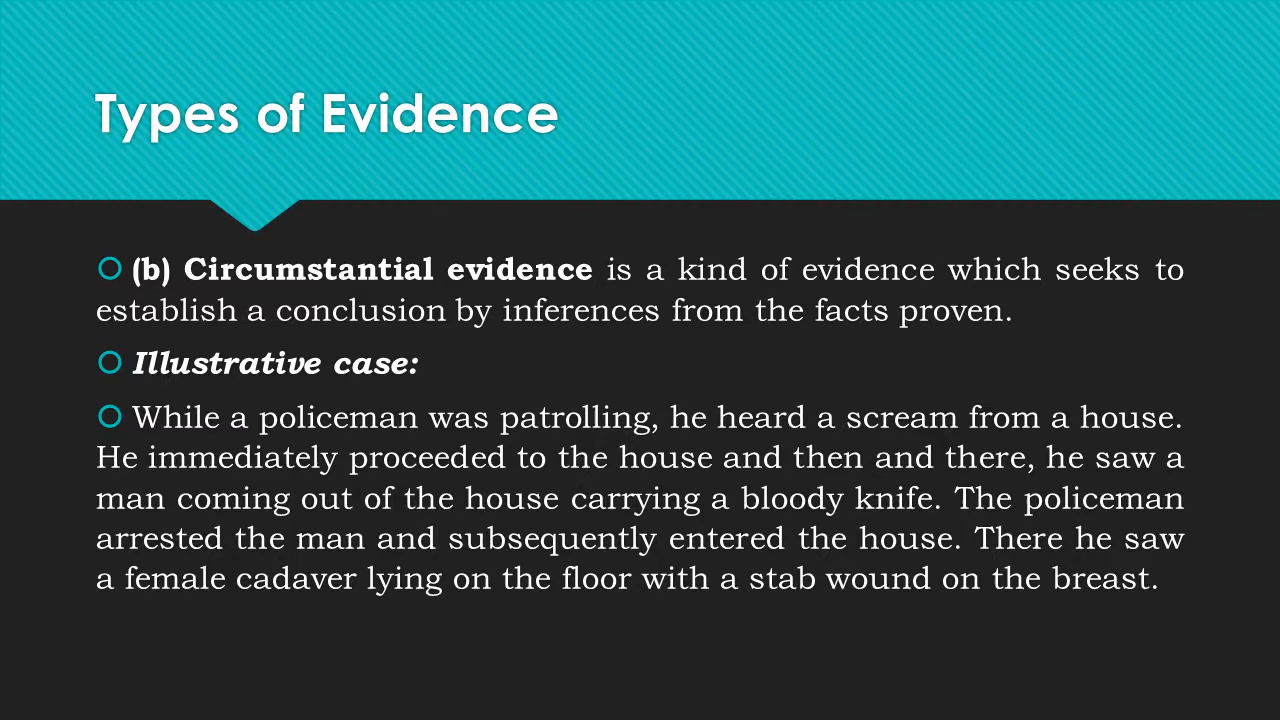 Types of Evidence
(b) Circumstantial evidence is a kind of evidence which seeks to
establish a conclusion by inferences from the facts proven.
Illustrative case:
While a policeman was patrolling, he heard a scream from a house.
He immediately proceeded to the house and then and there, he saw a
man coming out of the house carrying a bloody knife. The policeman
arrested the man and subsequently entered the house. There he saw
a female cadaver lying on the floor with a stab wound on the breast.